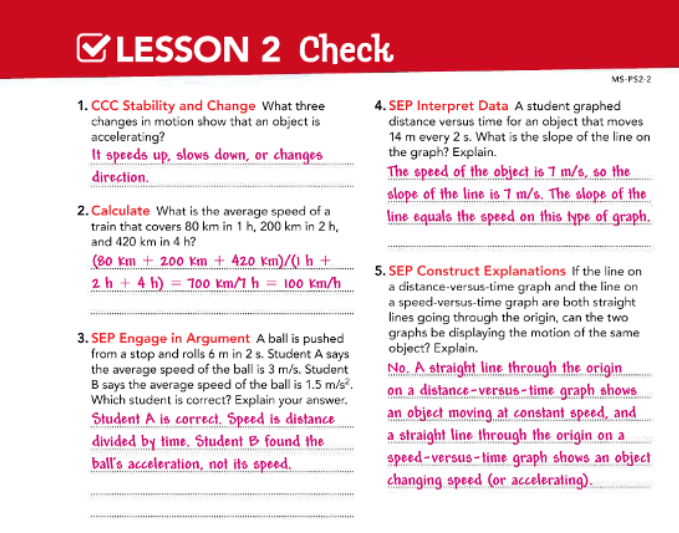 LESSON 2 Check
MS-PS2-2
1. CCC Stability and Change What three
changes in motion show that an object is
accelerating?
It speeds up, slows down, or changes
direction.
2. Calculate What is the average speed of a
train that covers 80 km in 1 h, 200 km in 2 h,
and 420 km in 4 h?
(80 km + 200 km + 420 km)/(1 h +
2 h + 4 h) = 700 km/7 h = 100 km/h
3. SEP Engage in Argument A ball is pushed
from a stop and rolls 6 m in 2 s. Student A says
the average speed of the ball is 3 m/s. Student
B says the average speed of the ball is 1.5 m/s².
Which student is correct? Explain your answer.
Student A is correct. Speed is distance
divided by time. Student B found the
ball's acceleration, not its speed.
4. SEP Interpret Data A student graphed
distance versus time for an object that moves
14 m every 2 s. What is the slope of the line on
the graph? Explain.
The speed of the object is 7 m/s, so the
slope of the line is 7 m/s. The slope of the
line equals the speed on this type of graph.
5. SEP Construct Explanations If the line on
a distance-versus-time graph and the line on
a speed-versus-time graph are both straight
lines going through the origin, can the two
graphs be displaying the motion of the same
object? Explain.
No. A straight line through the origin
on a distance-versus-time graph shows
an object moving at constant speed, and
a straight line through the origin on a
speed-versus-time graph shows an object
changing speed (or accelerating).